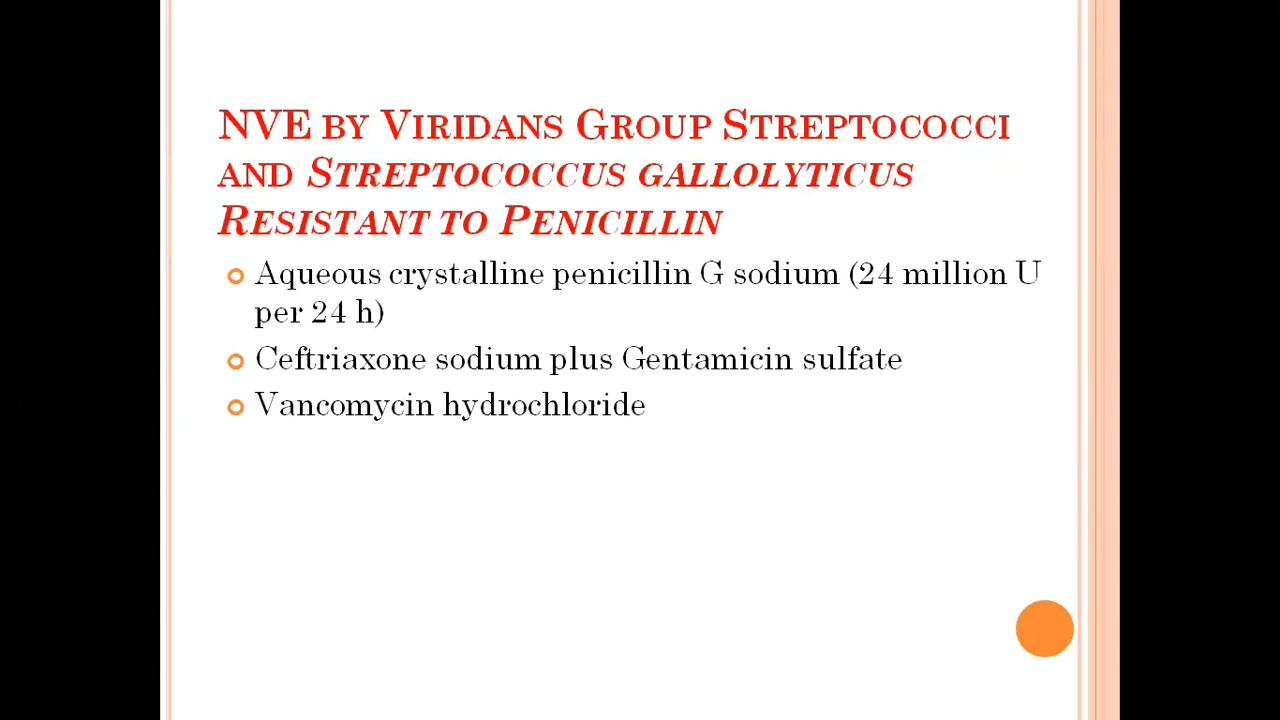 NVE by Viridans Group Streptococci
and Streptococcus gallolyticus
Resistant to Penicillin
Aqueous crystalline penicillin G sodium (24 million U
per 24 h)
Ceftriaxone sodium plus Gentamicin sulfate
Vancomycin hydrochloride